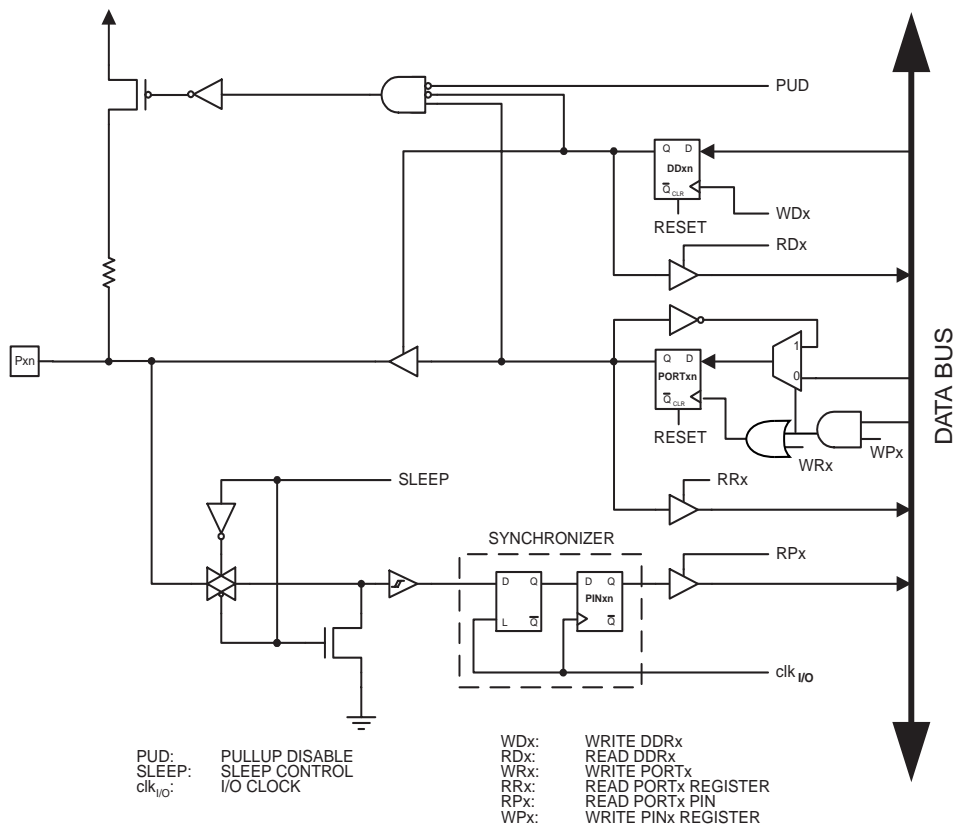 PUD
Q D
DDxn
Q CLR
WDx
RESET
RDx
Pxn
1
Q D
PORTxn
0
Q CLR
RESET
WRx
WPx
DATA BUS
SLEEP
RRx
SYNCHRONIZER
RPx
D Q
D Q
PINxn
L Q
Q
clk I/O
PUD: PULLUP DISABLE
SLEEP: SLEEP CONTROL
clkI/O: I/O CLOCK
WDx: WRITE DDRx
RDx: READ DDRx
WRx: WRITE PORTx
RRx: READ PORTx REGISTER
RPx: READ PORTx PIN
WPx: WRITE PINx REGISTER